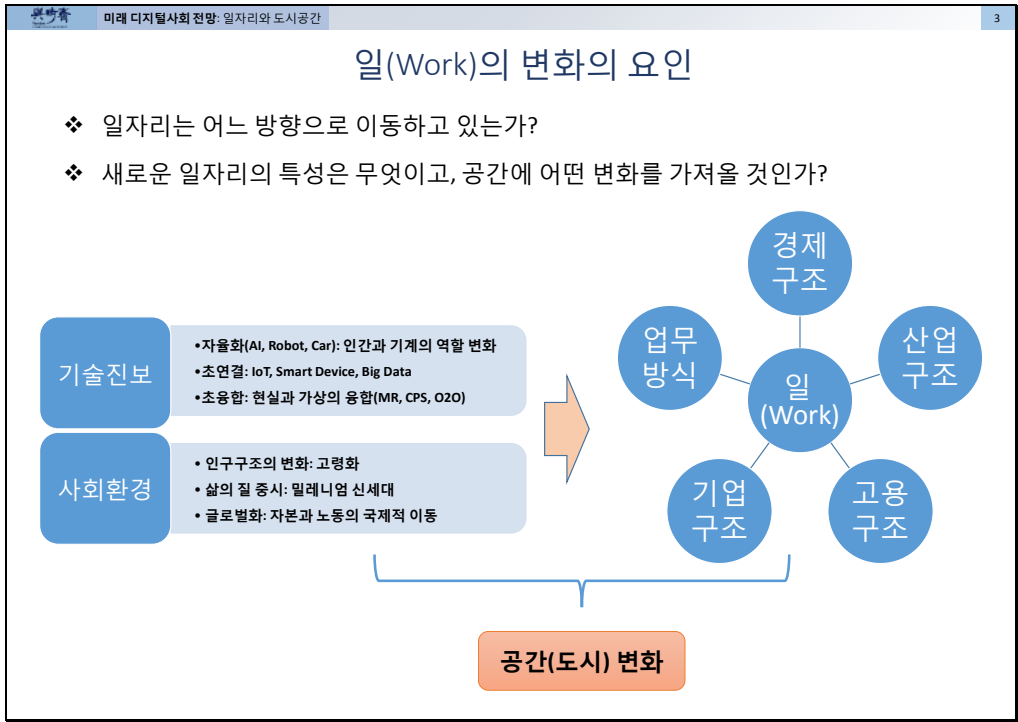 興兮齋
미래 디지털사회 전망: 일자리와 도시공간
3
일(Work)의 변화의 요인
❖ 일자리는 어느 방향으로 이동하고 있는가?
❖ 새로운 일자리의 특성은 무엇이고, 공간에 어떤 변화를 가져올 것인가?
기술진보
•자율화(AI, Robot, Car): 인간과 기계의 역할 변화
•초연결: IoT, Smart Device, Big Data
•초융합: 현실과 가상의 융합(MR, CPS, O2O)
사회환경
• 인구구조의 변화: 고령화
• 삶의 질 중시: 밀레니엄 신세대
• 글로벌화: 자본과 노동의 국제적 이동
경제
구조
업무
방식
산업
구조
일
(Work)
기업
구조
고용
구조
공간(도시) 변화